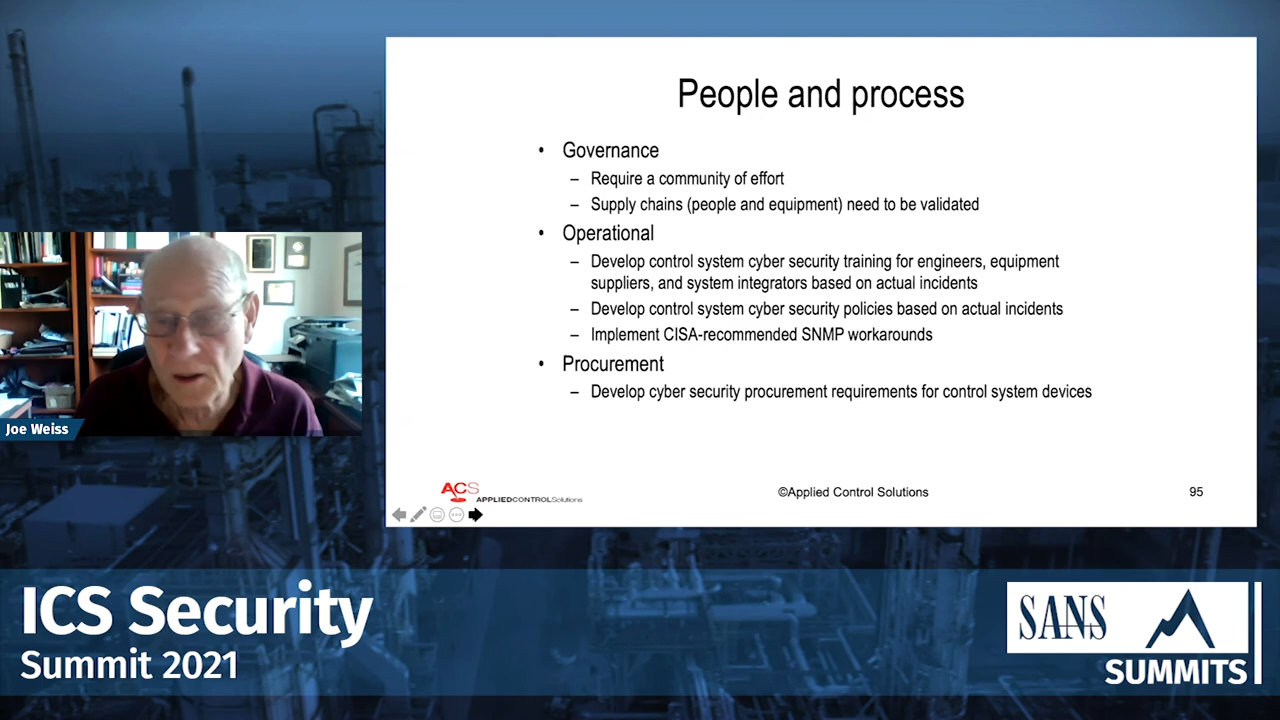 People and process
• Governance
– Require a community of effort
– Supply chains (people and equipment) need to be validated
• Operational
– Develop control system cyber security training for engineers, equipment
suppliers, and system integrators based on actual incidents
– Develop control system cyber security policies based on actual incidents
– Implement CISA-recommended SNMP workarounds
• Procurement
– Develop cyber security procurement requirements for control system devices
ACS
APPLIEDCONTROLSolutions
©Applied Control Solutions
95
Joe Weiss
ICS Security
Summit 2021
SANS
SUMMITS